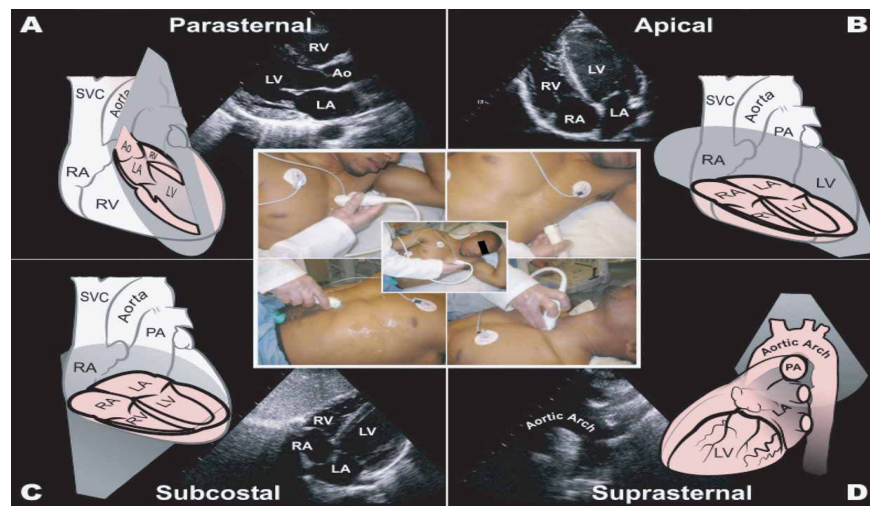 A
Parasternal
RV
LV
Ao
LA
SVC
Aorta
Ao
RV
LA
LV
RA
RV
Apical
B
RV
LV
RA
LA
SVC
Aorta
PA
RA
LV
RA
LA
RV
LV
SVC
Aorta
PA
RA
LA
RA
LV
RV
RV
RA
LV
LA
C
Subcostal
Aortic Arch
Aortic Arch
PA
LA
LV
Suprasternal
D